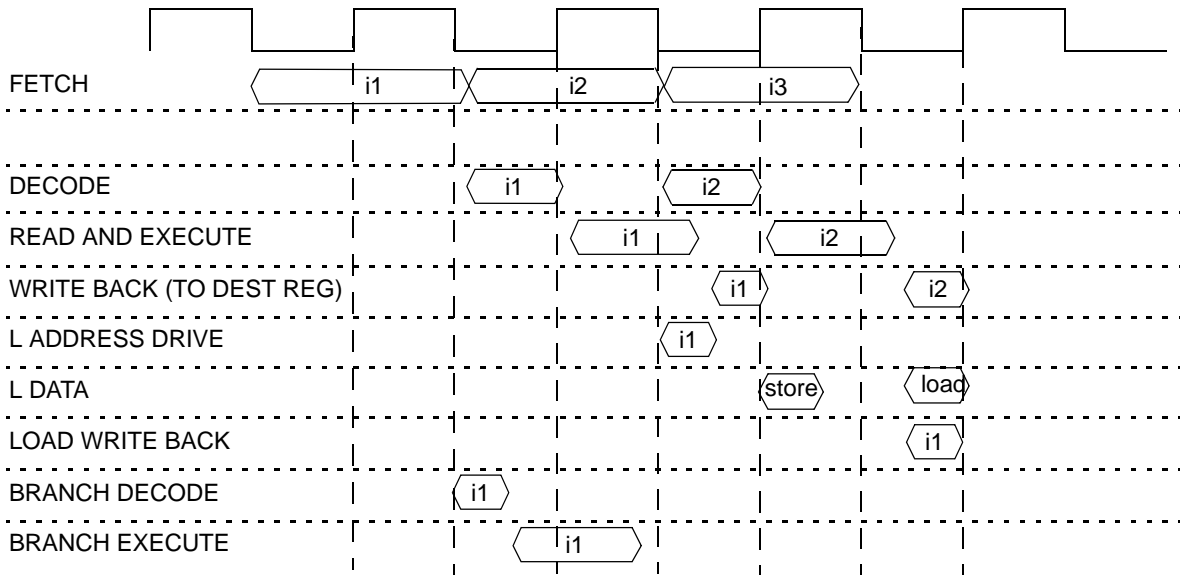 FETCH i1 i2 i3
DECODE i1 i2
READ AND EXECUTE i1 i2
WRITE BACK (TO DEST REG) i1 i2
L ADDRESS DRIVE i1
L DATA store load
LOAD WRITE BACK i1
BRANCH DECODE i1
BRANCH EXECUTE i1